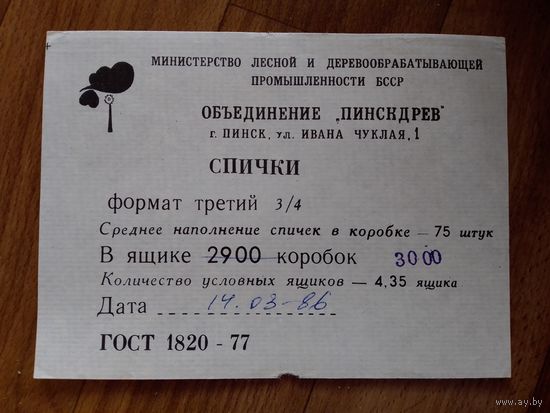 МИНИСТЕРСТВО ЛЕСНОЙ И ДЕРЕВООБРАБАТЫВАЮЩЕЙ
ПРОМЫШЛЕННОСТИ БССР
ОБЪЕДИНЕНИЕ „ПИНСКДРЕВ"
г. ПИНСК, ул. ИВАНА ЧУКЛАЯ, 1
СПИЧКИ
формат третий 3/4
Среднее наполнение спичек в коробке — 75 штук
В ящике 2900 коробок 3000
Количество условных ящиков — 4,35 ящика
Дата 14.03-86
ГОСТ 1820 - 77
www.ay.by